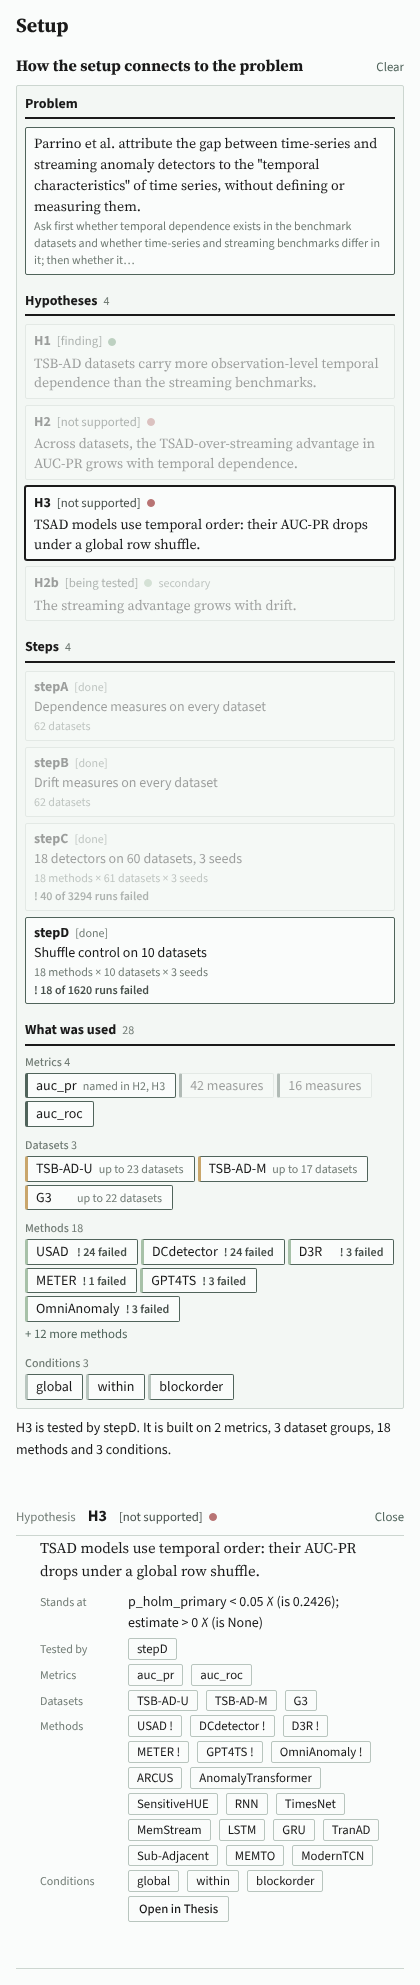 Setup
How the setup connects to the problem Clear
Problem
Parrino et al. attribute the gap between time-series and
streaming anomaly detectors to the "temporal
characteristics" of time series, without defining or
measuring them.
Ask first whether temporal dependence exists in the benchmark
datasets and whether time-series and streaming benchmarks differ in
it; then whether it…
Hypotheses 4
H1 [finding]
TSB-AD datasets carry more observation-level temporal
dependence than the streaming benchmarks.
H2 [not supported]
Across datasets, the TSAD-over-streaming advantage in
AUC-PR grows with temporal dependence.
H3 [not supported]
TSAD models use temporal order: their AUC-PR drops
under a global row shuffle.
H2b [being tested] secondary
The streaming advantage grows with drift.
Steps 4
stepA [done]
Dependence measures on every dataset
62 datasets
stepB [done]
Drift measures on every dataset
62 datasets
stepC [done]
18 detectors on 60 datasets, 3 seeds
18 methods × 61 datasets × 3 seeds
! 40 of 3294 runs failed
stepD [done]
Shuffle control on 10 datasets
18 methods × 10 datasets × 3 seeds
! 18 of 1620 runs failed
What was used 28
Metrics 4
auc_pr named in H2, H3 42 measures 16 measures
auc_roc
Datasets 3
TSB-AD-U up to 23 datasets TSB-AD-M up to 17 datasets
G3 up to 22 datasets
Methods 18
USAD ! 24 failed DCdetector ! 24 failed D3R ! 3 failed
METER ! 1 failed GPT4TS ! 3 failed
OmniAnomaly ! 3 failed
+ 12 more methods
Conditions 3
global within blockorder
H3 is tested by stepD. It is built on 2 metrics, 3 dataset groups, 18
methods and 3 conditions.
Hypothesis H3 [not supported] Close
TSAD models use temporal order: their AUC-PR
drops under a global row shuffle.
Stands at p_holm_primary < 0.05 ✗ (is 0.2426);
estimate > 0 ✗ (is None)
Tested by stepD
Metrics auc_pr auc_roc
Datasets TSB-AD-U TSB-AD-M G3
Methods USAD ! DCdetector ! D3R !
METER ! GPT4TS ! OmniAnomaly !
ARCUS AnomalyTransformer
SensitiveHUE RNN TimesNet
MemStream LSTM GRU TranAD
Sub-Adjacent MEMTO ModernTCN
Conditions global within blockorder
Open in Thesis